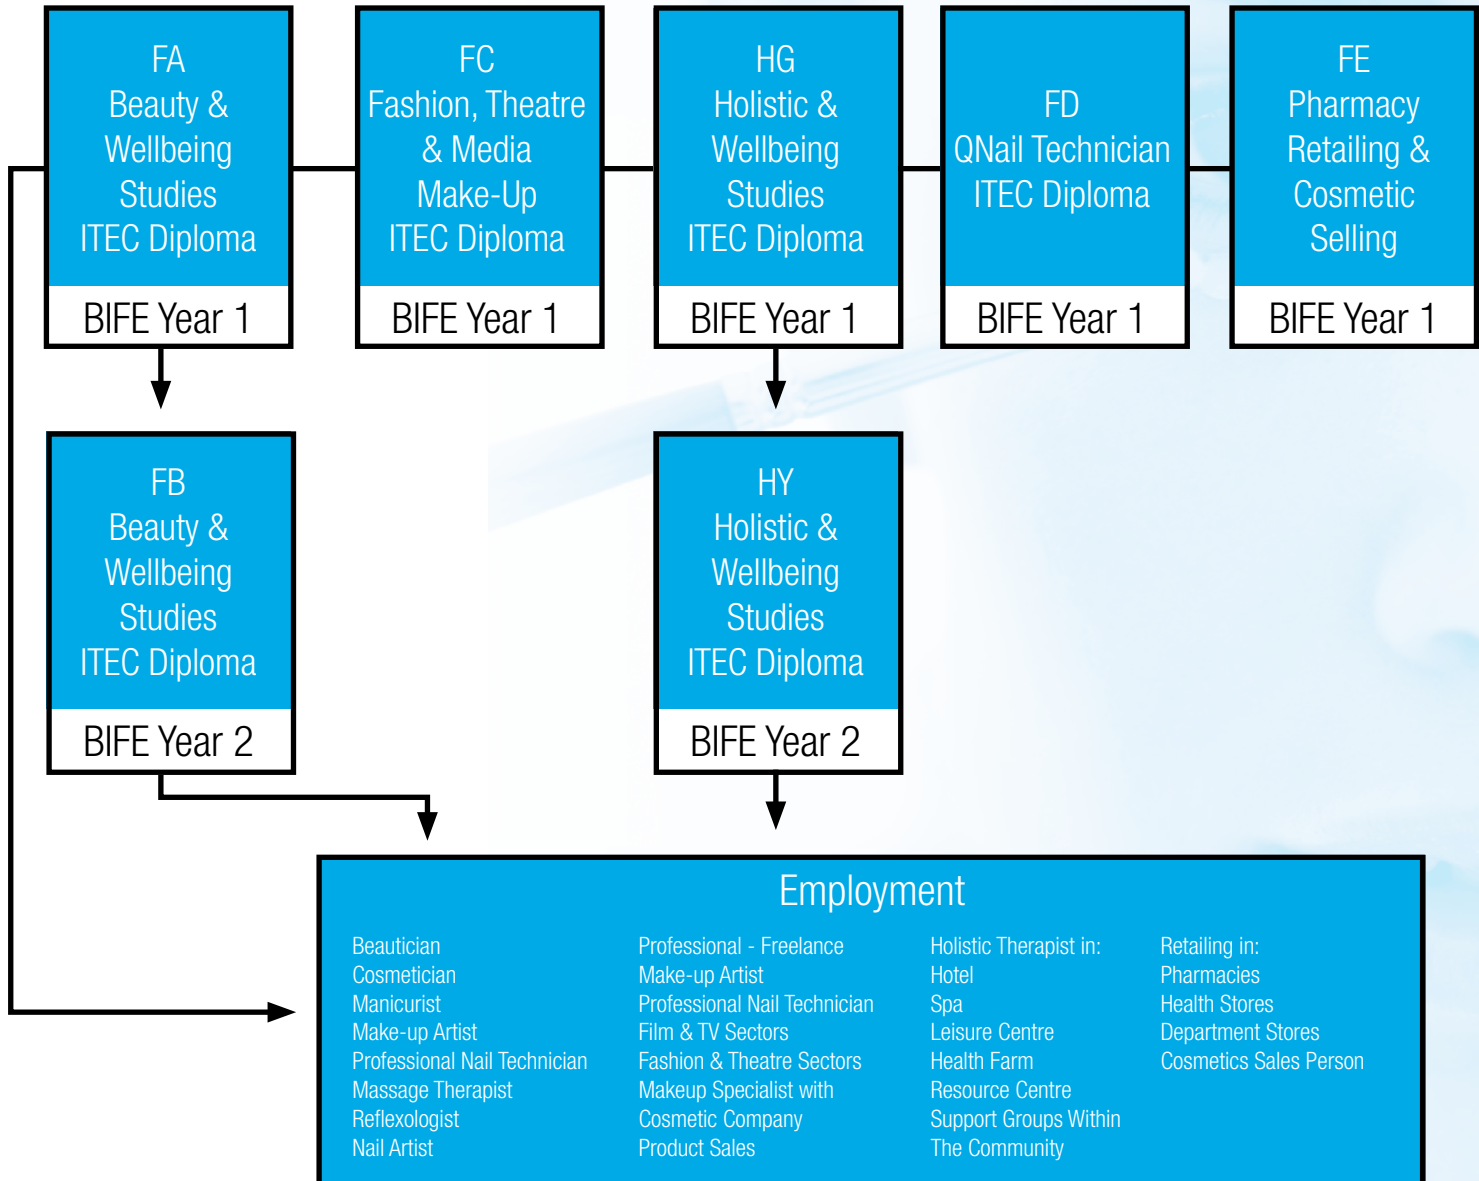 FA
Beauty &
Wellbeing
Studies
ITEC Diploma
BIFE Year 1
FC
Fashion, Theatre
& Media
Make-Up
ITEC Diploma
BIFE Year 1
HG
Holistic &
Wellbeing
Studies
ITEC Diploma
BIFE Year 1
FD
QNail Technician
ITEC Diploma
BIFE Year 1
FE
Pharmacy
Retailing &
Cosmetic
Selling
BIFE Year 1
FB
Beauty &
Wellbeing
Studies
ITEC Diploma
BIFE Year 2
HY
Holistic &
Wellbeing
Studies
ITEC Diploma
BIFE Year 2
Employment
Beautician
Cosmetician
Manicurist
Make-up Artist
Professional Nail Technician
Massage Therapist
Reflexologist
Nail Artist
Professional - Freelance
Make-up Artist
Professional Nail Technician
Film & TV Sectors
Fashion & Theatre Sectors
Makeup Specialist with
Cosmetic Company
Product Sales
Holistic Therapist in:
Hotel
Spa
Leisure Centre
Health Farm
Resource Centre
Support Groups Within
The Community
Retailing in:
Pharmacies
Health Stores
Department Stores
Cosmetics Sales Person